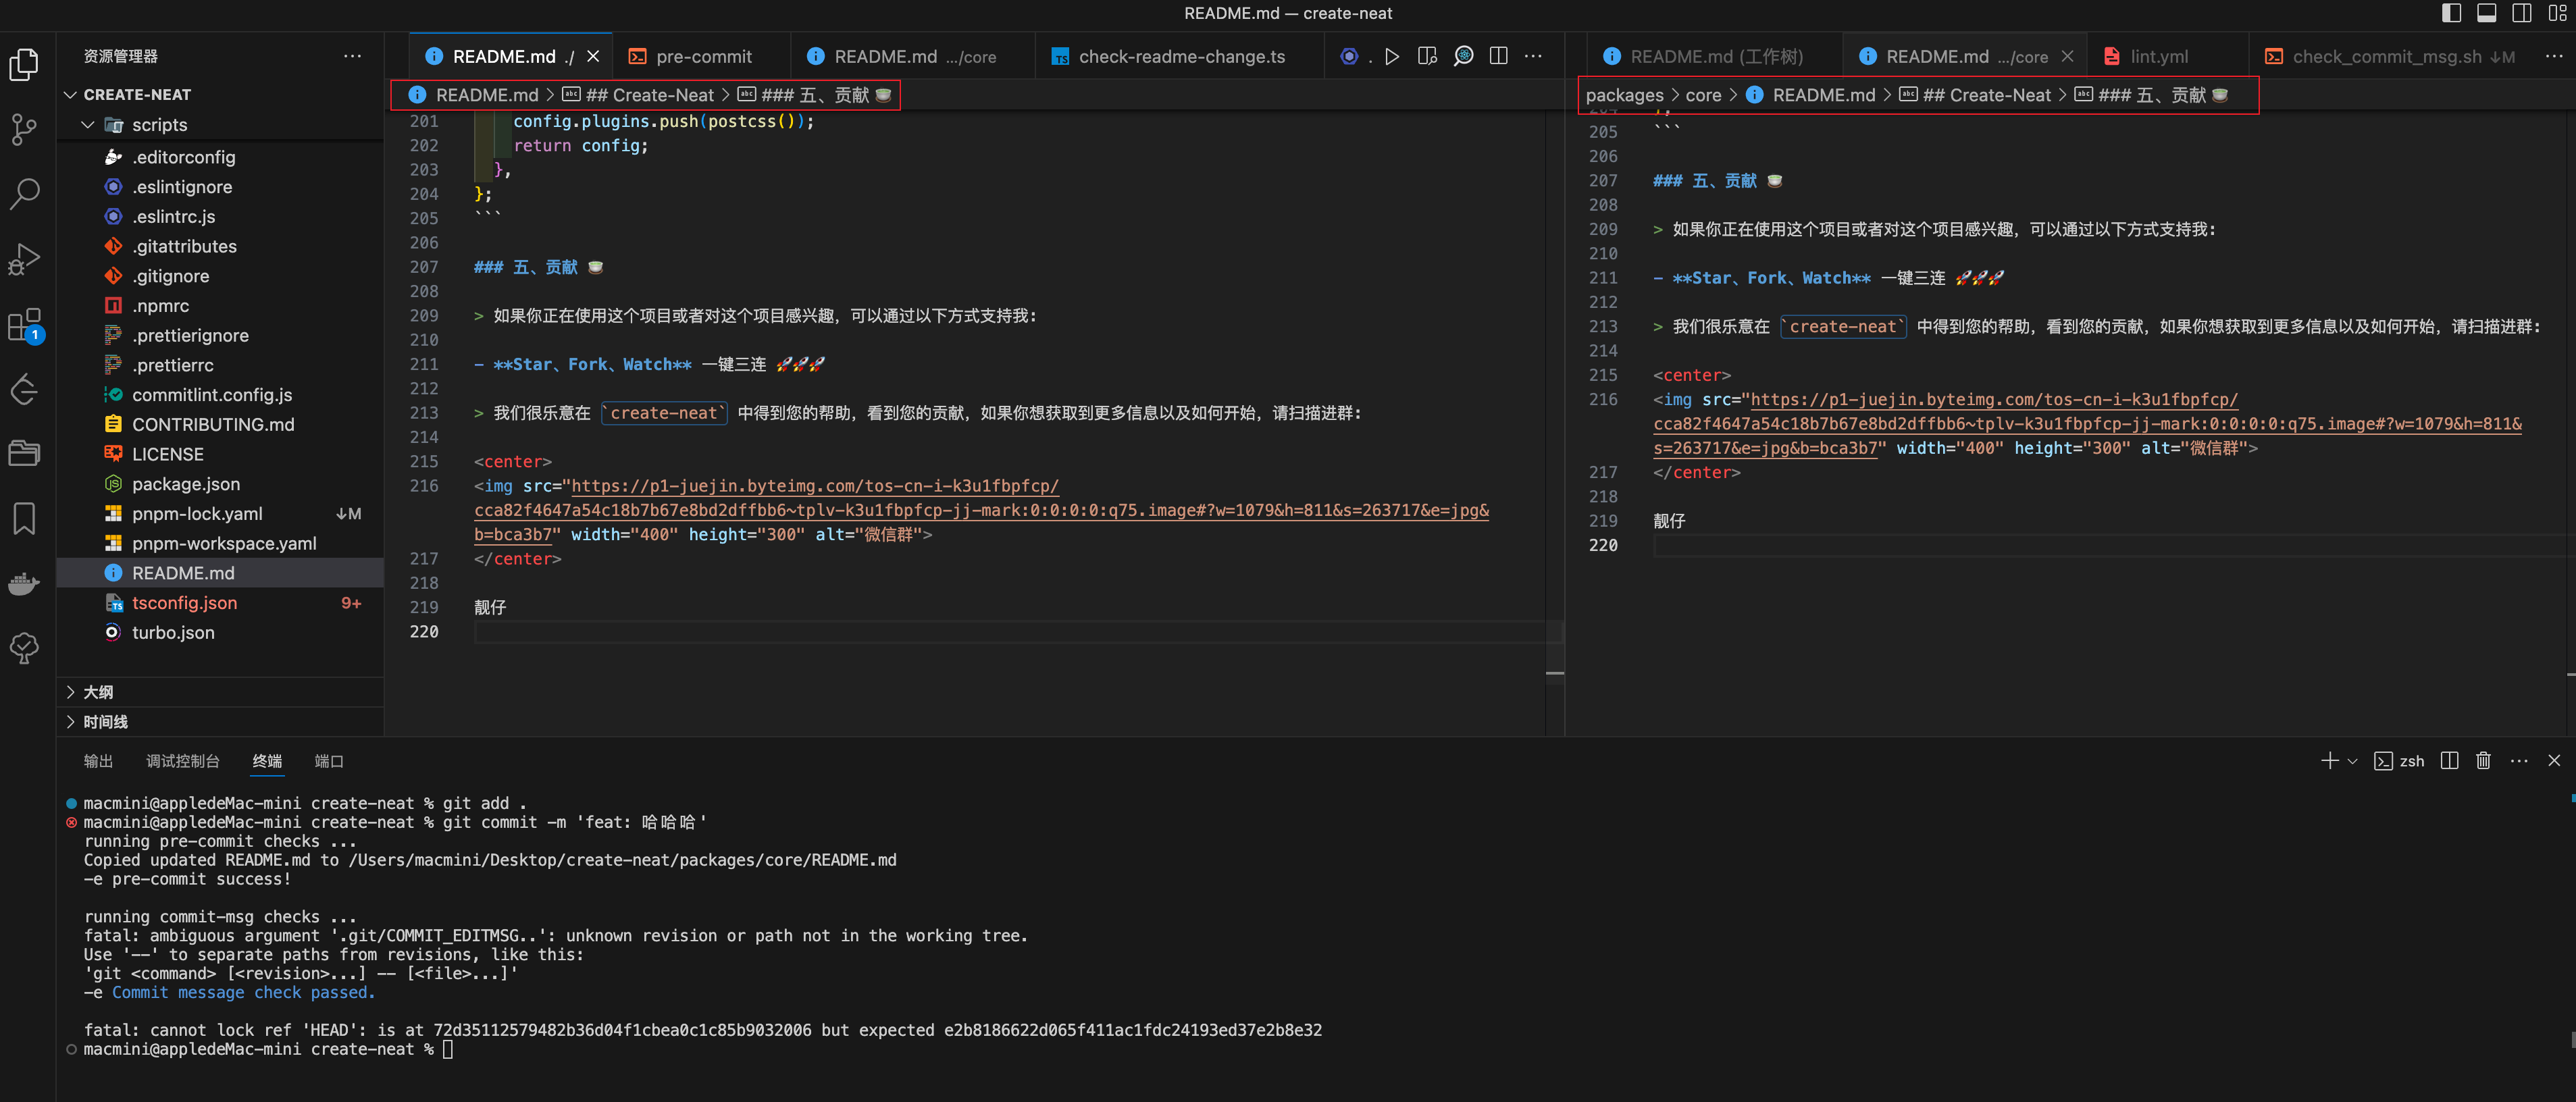 README.md — create-neat
资源管理器
CREATE-NEAT
scripts
.editorconfig
.eslintignore
.eslintrc.js
.gitattributes
.gitignore
.npmrc
.prettierignore
.prettierrc
commitlint.config.js
CONTRIBUTING.md
LICENSE
package.json
pnpm-lock.yaml ↓M
pnpm-workspace.yaml
README.md
tsconfig.json 9+
turbo.json
大纲
时间线
1
README.md ./
pre-commit
README.md .../core
check-readme-change.ts
README.md > ## Create-Neat > ### 五、贡献 🍵
201 config.plugins.push(postcss());
202 return config;
203 },
204 };
205 ```
206
207 ### 五、贡献 🍵
208
209 > 如果你正在使用这个项目或者对这个项目感兴趣，可以通过以下方式支持我：
210
211 - **Star、Fork、Watch** 一键三连 🚀🚀🚀
212
213 > 我们很乐意在 `create-neat` 中得到您的帮助，看到您的贡献，如果你想获取到更多信息以及如何开始，请扫描进群：
214
215 <center>
216 <img src="https://p1-juejin.byteimg.com/tos-cn-i-k3u1fbpfcp/
cca82f4647a54c18b7b67e8bd2dffbb6~tplv-k3u1fbpfcp-jj-mark:0:0:0:0:q75.image#?w=1079&h=811&s=263717&e=jpg&
b=bca3b7" width="400" height="300" alt="微信群">
217 </center>
218
219 靓仔
220
README.md (工作树)
README.md .../core
lint.yml
check_commit_msg.sh ↓M
packages > core > README.md > ## Create-Neat > ### 五、贡献 🍵
205 ```
206
207 ### 五、贡献 🍵
208
209 > 如果你正在使用这个项目或者对这个项目感兴趣，可以通过以下方式支持我：
210
211 - **Star、Fork、Watch** 一键三连 🚀🚀🚀
212
213 > 我们很乐意在 `create-neat` 中得到您的帮助，看到您的贡献，如果你想获取到更多信息以及如何开始，请扫描进群：
214
215 <center>
216 <img src="https://p1-juejin.byteimg.com/tos-cn-i-k3u1fbpfcp/
cca82f4647a54c18b7b67e8bd2dffbb6~tplv-k3u1fbpfcp-jj-mark:0:0:0:0:q75.image#?w=1079&h=811&
s=263717&e=jpg&b=bca3b7" width="400" height="300" alt="微信群">
217 </center>
218
219 靓仔
220
输出 调试控制台 终端 端口
zsh
macmini@appledeMac-mini create-neat % git add .
macmini@appledeMac-mini create-neat % git commit -m 'feat: 哈哈哈'
running pre-commit checks ...
Copied updated README.md to /Users/macmini/Desktop/create-neat/packages/core/README.md
-e pre-commit success!
running commit-msg checks ...
fatal: ambiguous argument '.git/COMMIT_EDITMSG..': unknown revision or path not in the working tree.
Use '--' to separate paths from revisions, like this:
'git <command> [<revision>...] -- [<file>...]'
-e Commit message check passed.
fatal: cannot lock ref 'HEAD': is at 72d35112579482b36d04f1cbea0c1c85b9032006 but expected e2b8186622d065f411ac1fdc24193ed37e2b8e32
macmini@appledeMac-mini create-neat %